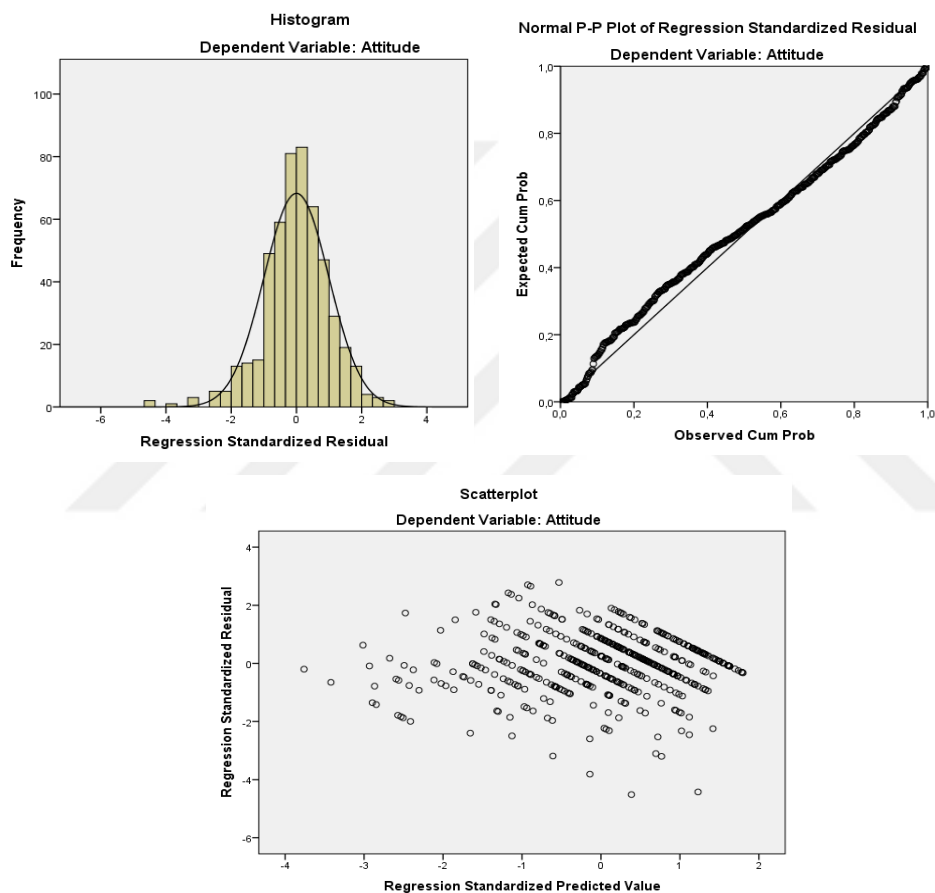 Histogram
Dependent Variable: Attitude
100
80
60
40
20
0
Frequency
-6 -4 -2 0 2 4
Regression Standardized Residual
Normal P-P Plot of Regression Standardized Residual
Dependent Variable: Attitude
1,0
0,8
0,6
0,4
0,2
0,0
Expected Cum Prob
0,0 0,2 0,4 0,6 0,8 1,0
Observed Cum Prob
Scatterplot
Dependent Variable: Attitude
4
2
0
-2
-4
-6
Regression Standardized Residual
-4 -3 -2 -1 0 1 2
Regression Standardized Predicted Value